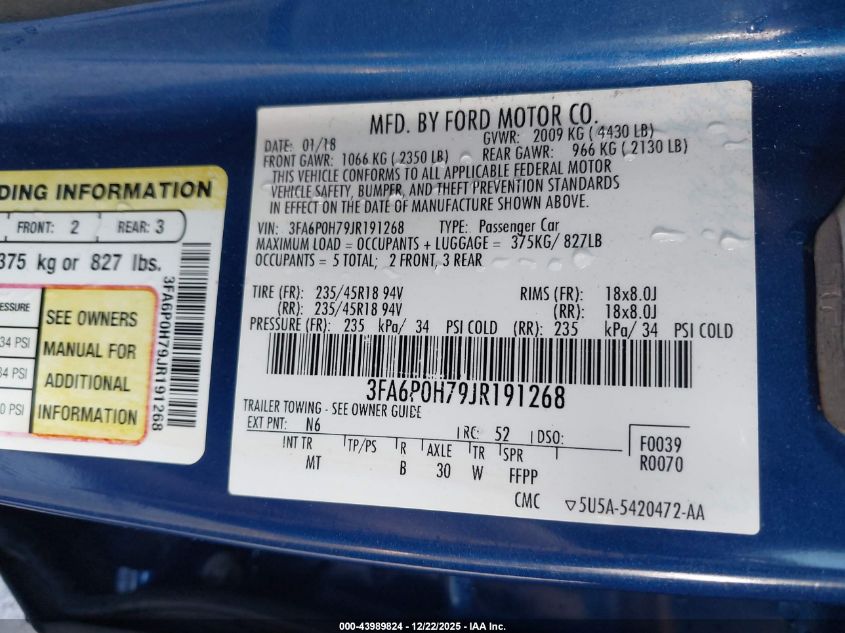 MFD. BY FORD MOTOR CO.
DATE: 01/18 GVWR: 2009 KG ( 4430 LB)
FRONT GAWR: 1066 KG ( 2350 LB) REAR GAWR: 966 KG ( 2130 LB)
THIS VEHICLE CONFORMS TO ALL APPLICABLE FEDERAL MOTOR
VEHICLE SAFETY, BUMPER, AND THEFT PREVENTION STANDARDS
IN EFFECT ON THE DATE OF MANUFACTURE SHOWN ABOVE.
VIN: 3FA6P0H79JR191268 TYPE: Passenger Car
MAXIMUM LOAD = OCCUPANTS + LUGGAGE = 375KG/ 827LB
OCCUPANTS = 5 TOTAL; 2 FRONT, 3 REAR
TIRE (FR): 235/45R18 94V RIMS (FR): 18x8.0J
(RR): 235/45R18 94V (RR): 18x8.0J
PRESSURE (FR): 235 kPa/ 34 PSI COLD (RR): 235 kPa/ 34 PSI COLD
3FA6P0H79JR191268
TRAILER TOWING - SEE OWNER GUIDE
EXT PNT: N6 RC: 52 DSO: F0039
R0070
INT TR TP/PS R AXLE TR SPR
MT B 30 W FFPP
CMC ▽5U5A-5420472-AA
DING INFORMATION
FRONT: 2 REAR: 3
375 kg or 827 lbs.
ESSURE
34 PSI
34 PSI
0 PSI
SEE OWNERS
MANUAL FOR
ADDITIONAL
INFORMATION
3FA6P0H79JR191268
000-43989824 - 12/22/2025 - IAA Inc.